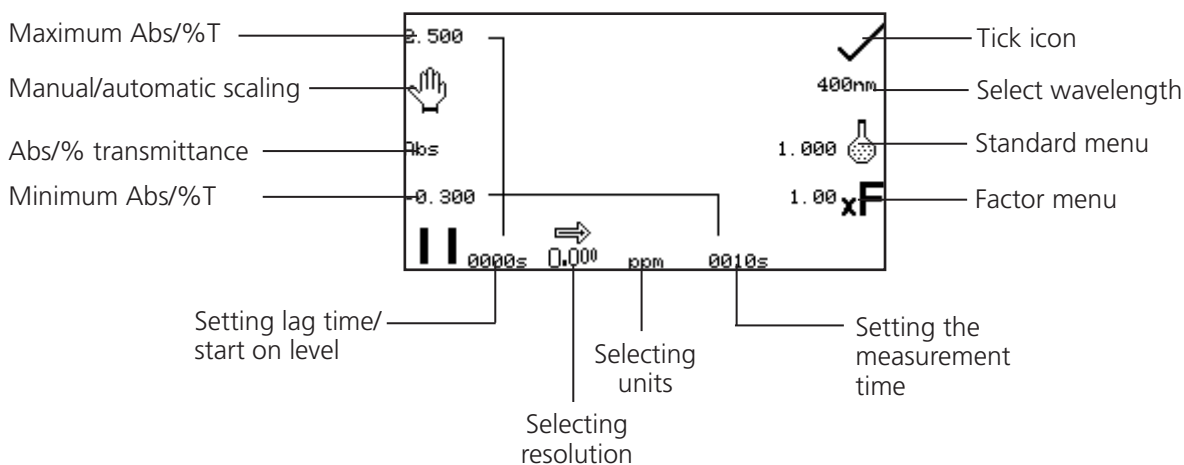 Maximum Abs/%T
Manual/automatic scaling
Abs/% transmittance
Minimum Abs/%T
.500
Abs
-0.300
0000s
0.000
ppm
0010s
400nm
1.000
1.00 xF
Tick icon
Select wavelength
Standard menu
Factor menu
Setting lag time/
start on level
Selecting
resolution
Selecting
units
Setting the
measurement
time